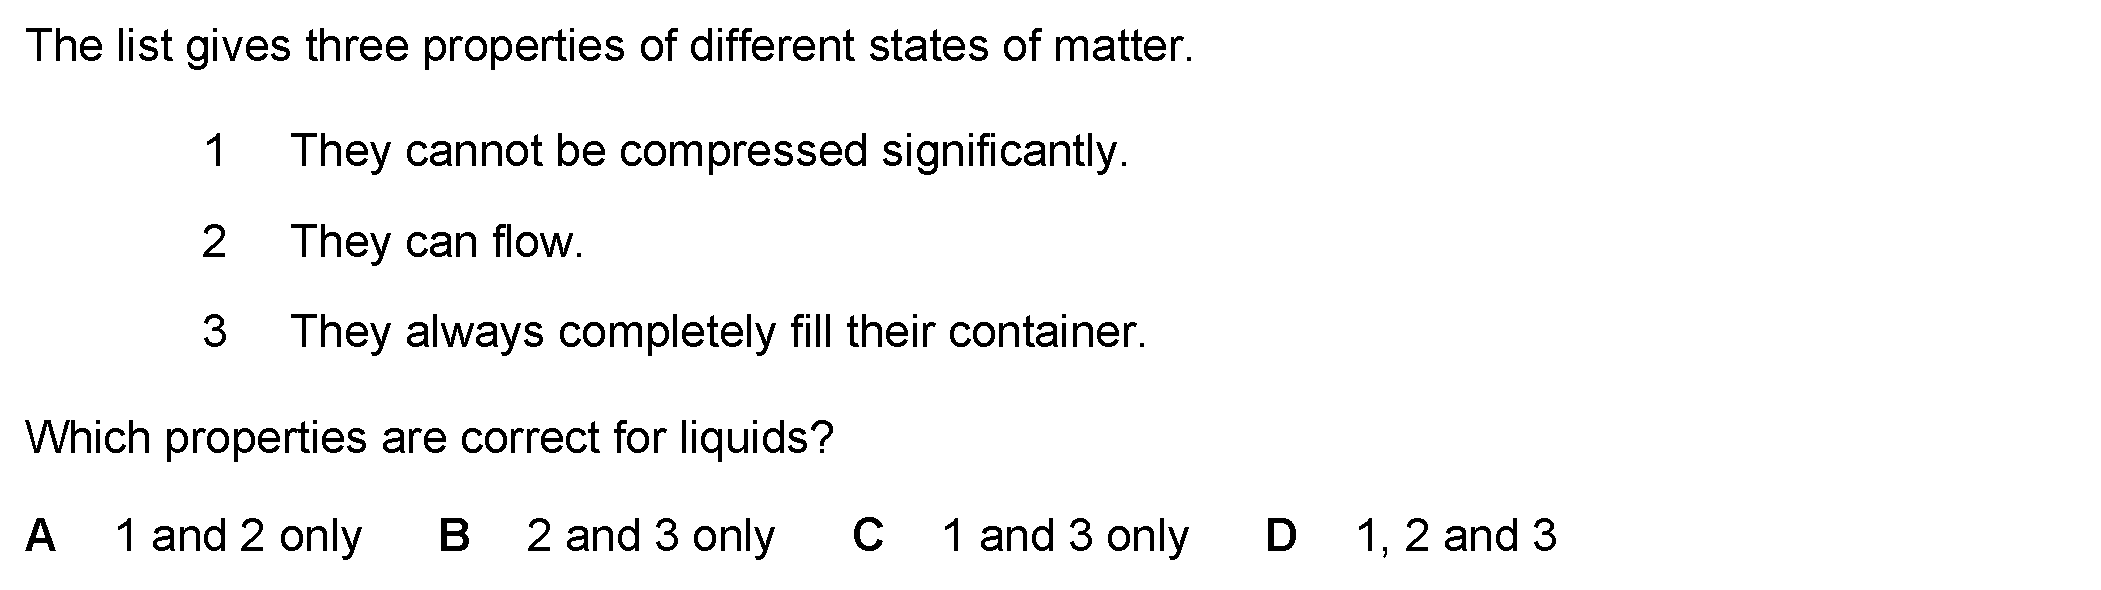 The list gives three properties of different states of matter.
1 They cannot be compressed significantly.
2 They can flow.
3 They always completely fill their container.
Which properties are correct for liquids?
A 1 and 2 only B 2 and 3 only C 1 and 3 only D 1, 2 and 3